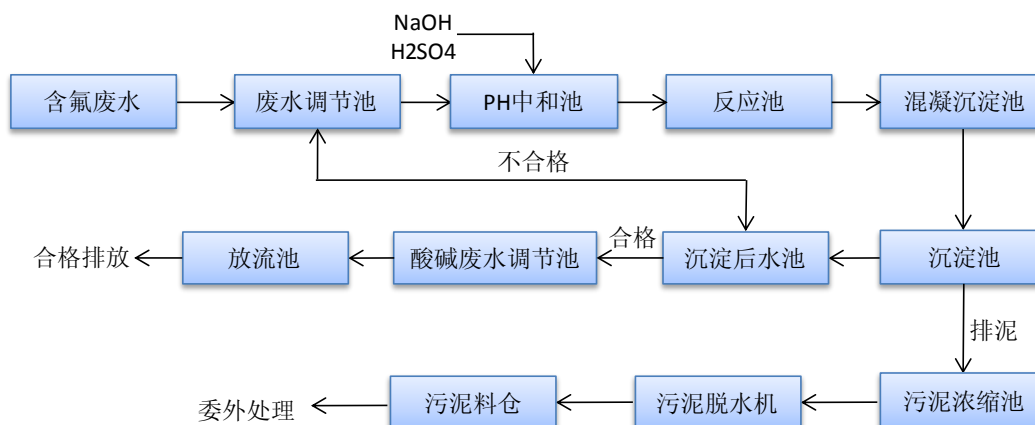 NaOH
H2SO4
含氟废水
废水调节池
PH中和池
反应池
混凝沉淀池
不合格
合格排放
放流池
酸碱废水调节池
合格
沉淀后水池
沉淀池
排泥
委外处理
污泥料仓
污泥脱水机
污泥浓缩池